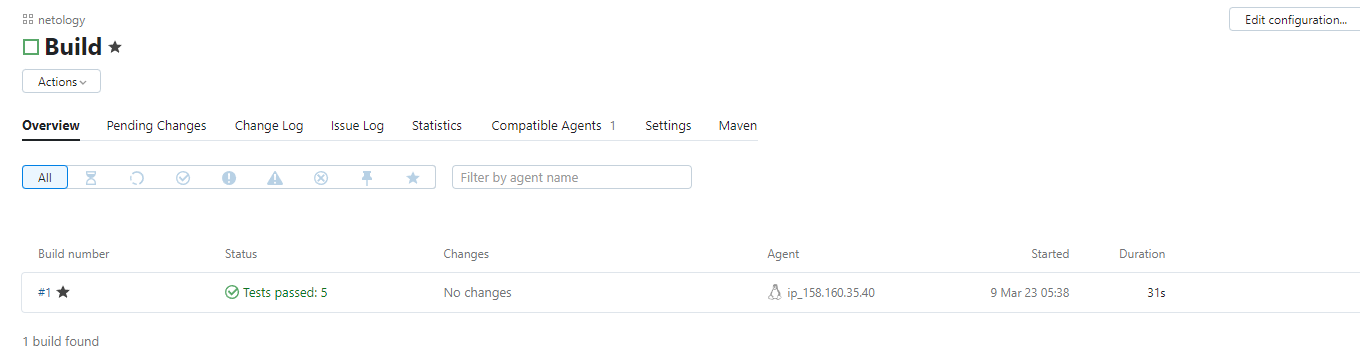 netology
Edit configuration...
Build
Actions
Overview Pending Changes Change Log Issue Log Statistics Compatible Agents 1 Settings Maven
All Filter by agent name
Build number Status Changes Agent Started Duration
#1 Tests passed: 5 No changes ip_158.160.35.40 9 Mar 23 05:38 31s
1 build found